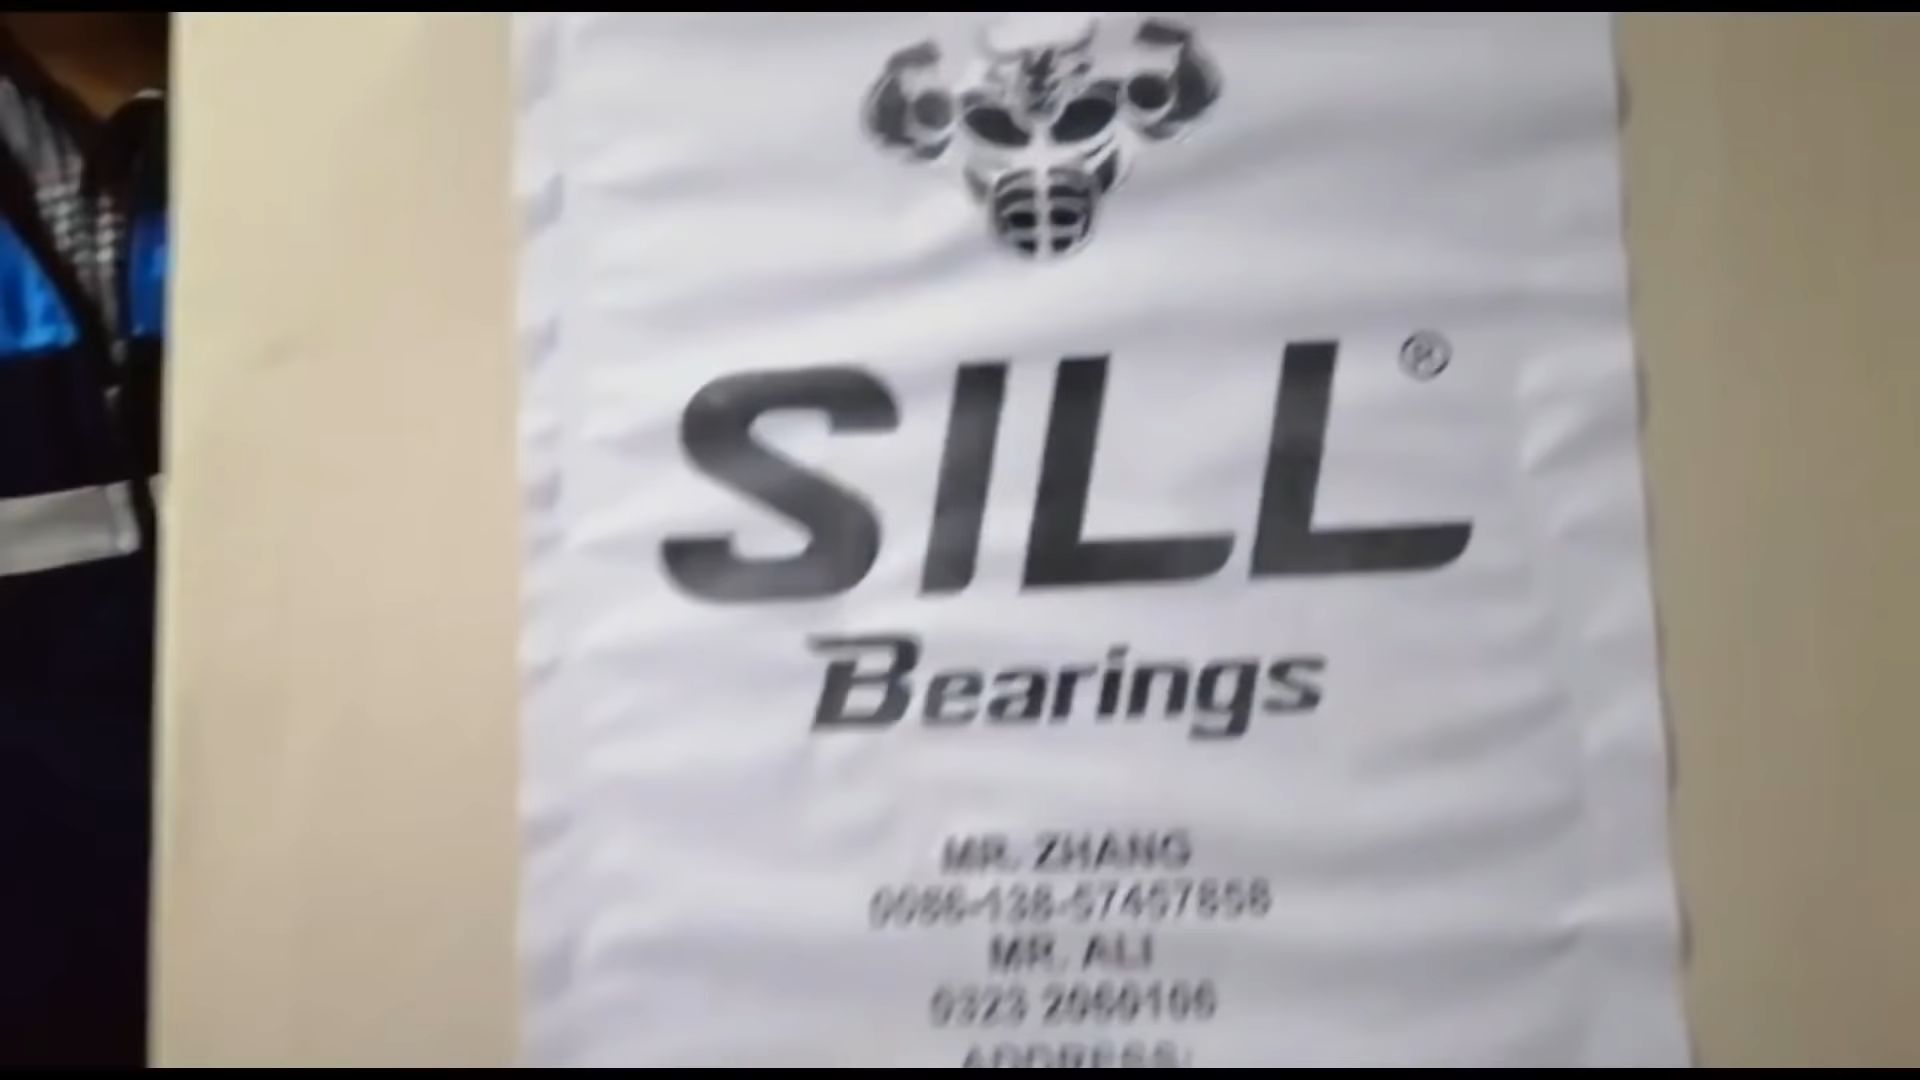 SILL®
Bearings
MR. ZHANG
0086-138-57457858
MR. ALI
0323 2060106
ADDRESS: